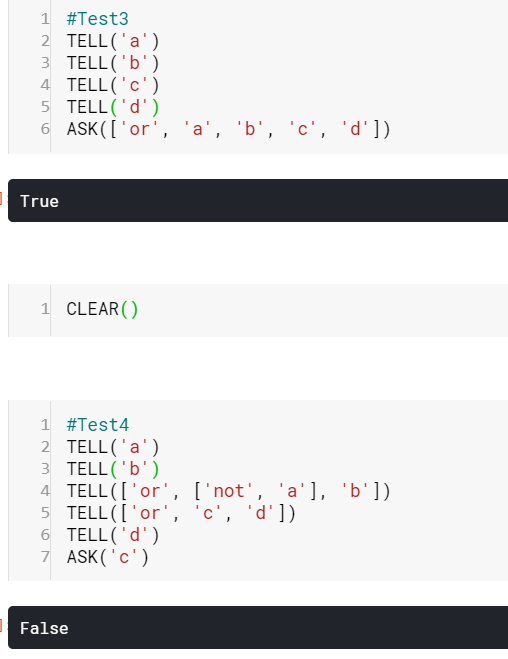 1 #Test3
2 TELL('a')
3 TELL('b')
4 TELL('c')
5 TELL('d')
6 ASK(['or', 'a', 'b', 'c', 'd'])
True
1 CLEAR()
1 #Test4
2 TELL('a')
3 TELL('b')
4 TELL(['or', ['not', 'a'], 'b'])
5 TELL(['or', 'c', 'd'])
6 TELL('d')
7 ASK('c')
False